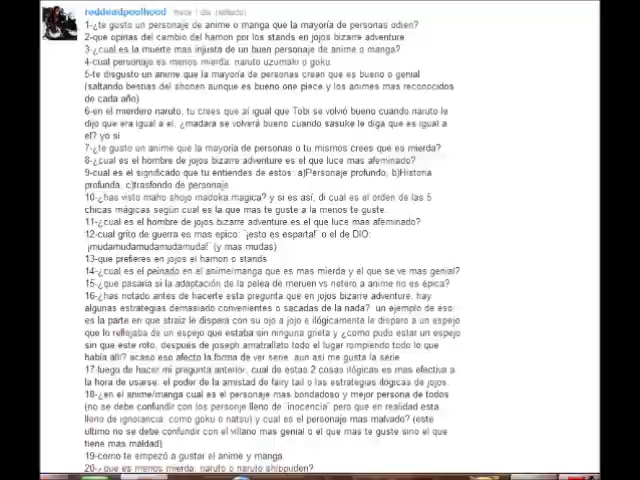 reddeadpoolhood hace 1 día (editado)
1-¿te gusto un personaje de anime o manga que la mayoría de personas odien?
2-que opinas del cambio del hamon por los stands en jojos bizarre adventure
3-¿cual es la muerte mas injusta de un buen personaje de anime o manga?
4-cual personaje es menos mierda. naruto uzumaki o goku.
5-te disgusto un anime que la mayoría de personas crean que es bueno o genial
(saltando bestias del shonen aunque es bueno one piece y los animes mas reconocidos
de cada año)
6-en el mierdero naruto, tu crees que aí igual que Tobi se volvió bueno cuando naruto le
dijo que era igual a el. ¿madara se volverá bueno cuando sasuke le diga que es igual a
el? yo si
7-¿te gusto un anime que la mayoría de personas o tu mismos crees que es mierda?
8-¿cual es el hombre de jojos bizarre adventure es el que luce mas afeminado?
9-cual es el significado que tu entiendes de estos: a)Personaje profundo, b)Historia
profunda, c)trasfondo de personaje
10-¿has visto maho shojo madoka magica? y si es así, di cual es el orden de las 5
chicas mágicas según cual es la que mas te guste a la menos te guste.
11-¿cual es el hombre de jojos bizarre adventure es el que luce mas afeminado?
12-cual grito de guerra es mas epico: ¨¡esto es esparta!¨ o el de DIO:
¨¡mudamudamudamudamuda!¨ (y mas mudas)
13-que prefieres en jojos el hamon o stands
14-¿cual es el peinado en el anime/manga que es mas mierda y el que se ve mas genial?
15-¿que pasaria si la adaptación de la pelea de meruen vs netero a anime no es épica?
16-¿has notado antes de hacerte esta pregunta que en jojos bizarre adventure, hay
algunas estrategias demasiado convenientes o sacadas de la nada? un ejemplo de eso
es la parte en que straiz le dispara con su ojo a jojo e ilógicamente le disparo a un espejo
que lo reflejaba de un espejo que estaba sin ninguna grieta y ¿como pudo estar un espejo
sin que este roto, después de joseph amatrallato todo el lugar rompiendo todo lo que
había allí? acaso eso afecto la forma de ver serie. aun asi me gusta la serie
17-luego de hacer mi pregunta anterior, cual de estas 2 cosas ilógicas es mas efectiva a
la hora de usarse: el poder de la amistad de fairy tail o las estrategias ilogicas de jojos.
18-¿en el anime/manga cual es el personaje mas bondadoso y mejor persona de todos
(no se debe confundir con los personje lleno de ¨inocencia¨ pero que en realidad esta
lleno de ignorancia: como goku o natsu) y cual es el personaje mas malvado? (este
último no se debe confundir con el villano mas genial o el que mas te guste sino el que
tiene mas maldad)
19-como te empezó a gustar el anime y manga
20-¿que es menos mierda, naruto o naruto shippuden?